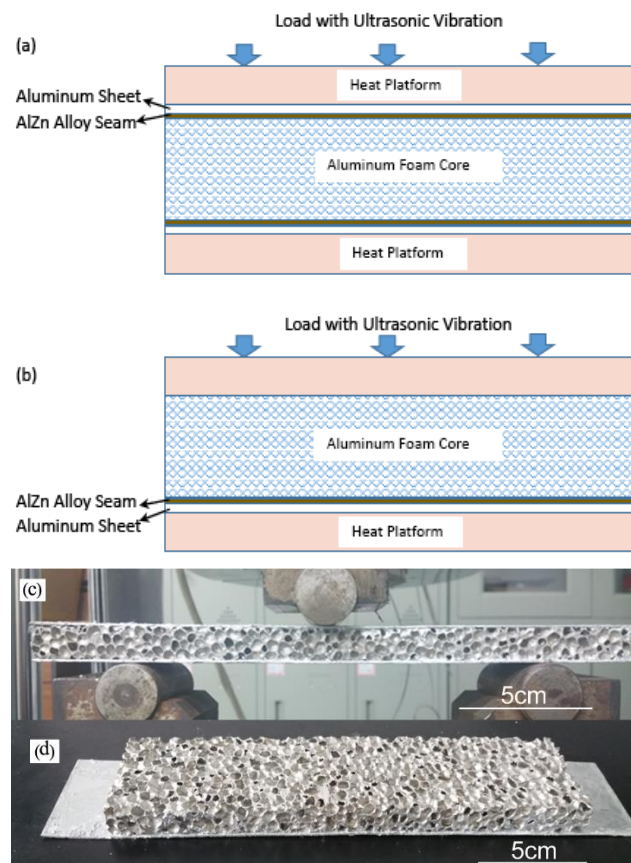 Load with Ultrasonic Vibration
(a)
Heat Platform
Aluminum Sheet
AlZn Alloy Seam
Aluminum Foam Core
Heat Platform
Load with Ultrasonic Vibration
(b)
Aluminum Foam Core
AlZn Alloy Seam
Aluminum Sheet
Heat Platform
(c)
5cm
(d)
5cm